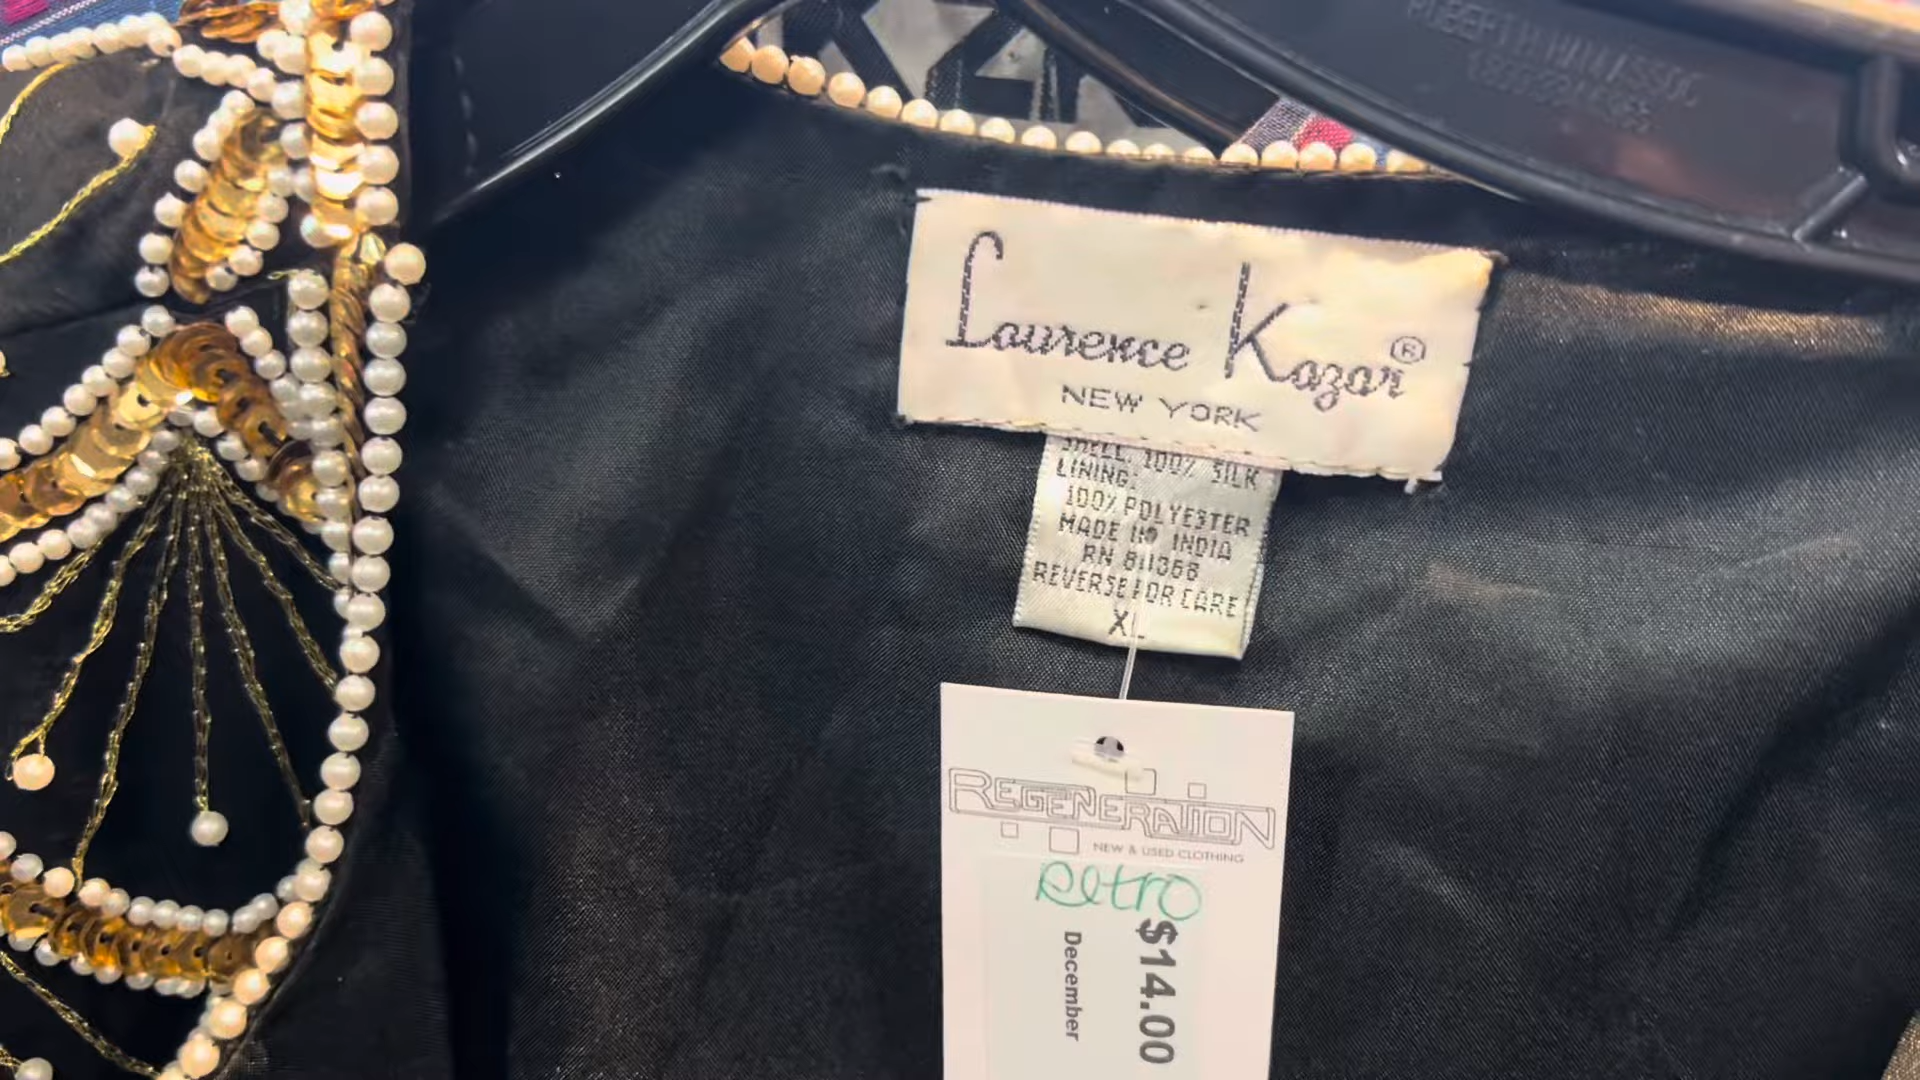 Laurence Kazar®
NEW YORK
SHELL: 100% SILK
LINING:
100% POLYESTER
MADE IN INDIA
RN 811368
REVERSE FOR CARE
XL
REGENERATION
NEW & USED CLOTHING
Retro
$14.00
December